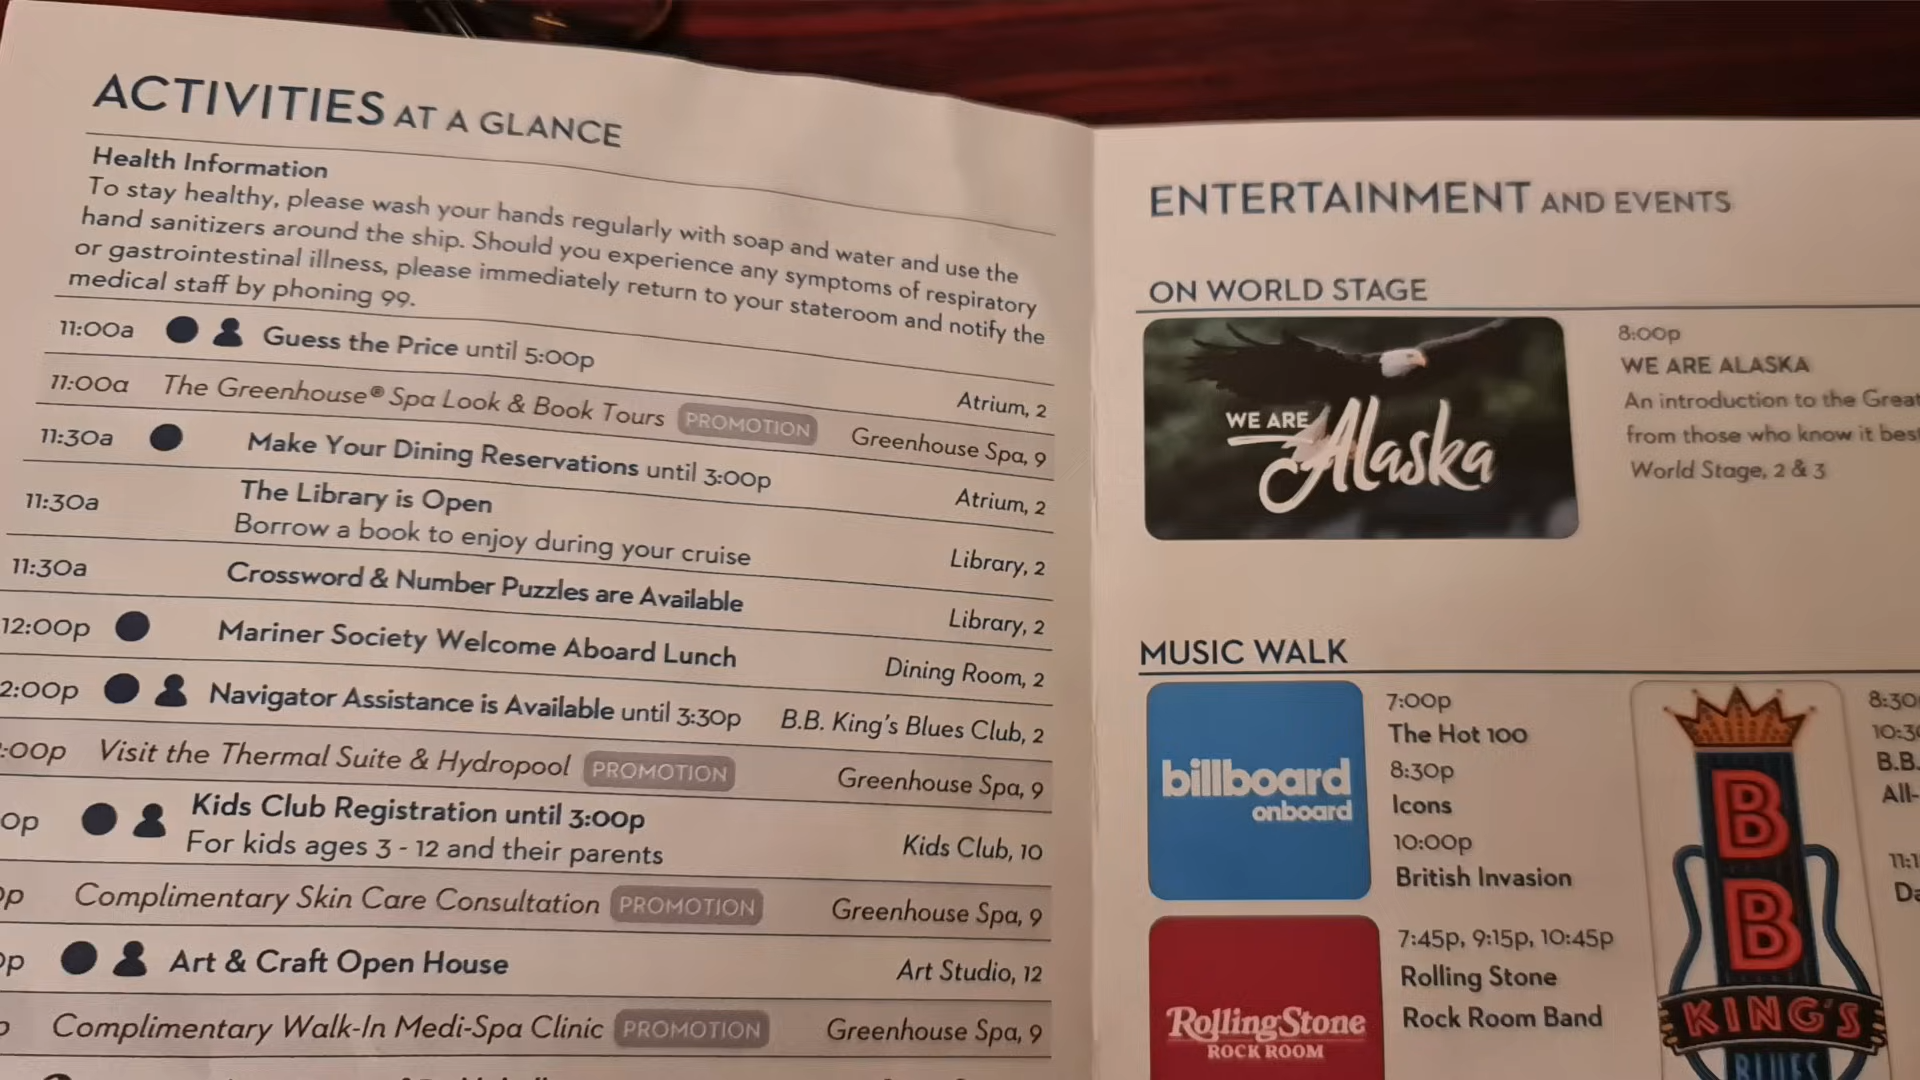 ACTIVITIES AT A GLANCE
Health Information
To stay healthy, please wash your hands regularly with soap and water and use the
hand sanitizers around the ship. Should you experience any symptoms of respiratory
or gastrointestinal illness, please immediately return to your stateroom and notify the
medical staff by phoning 99.
11:00a Guess the Price until 5:00p Atrium, 2
11:00a The Greenhouse® Spa Look & Book Tours PROMOTION Greenhouse Spa, 9
11:30a Make Your Dining Reservations until 3:00p Atrium, 2
11:30a The Library is Open
Borrow a book to enjoy during your cruise Library, 2
11:30a Crossword & Number Puzzles are Available Library, 2
12:00p Mariner Society Welcome Aboard Lunch Dining Room, 2
2:00p Navigator Assistance is Available until 3:30p B.B. King's Blues Club, 2
:00p Visit the Thermal Suite & Hydropool PROMOTION Greenhouse Spa, 9
0p Kids Club Registration until 3:00p
For kids ages 3 - 12 and their parents Kids Club, 10
p Complimentary Skin Care Consultation PROMOTION Greenhouse Spa, 9
p Art & Craft Open House Art Studio, 12
Complimentary Walk-In Medi-Spa Clinic PROMOTION Greenhouse Spa, 9
ENTERTAINMENT AND EVENTS
ON WORLD STAGE
WE ARE
Alaska
8:00p
WE ARE ALASKA
An introduction to the Great
from those who know it best
World Stage, 2 & 3
MUSIC WALK
billboard
onboard
7:00p
The Hot 100
8:30p
Icons
10:00p
British Invasion
RollingStone
ROCK ROOM
7:45p, 9:15p, 10:45p
Rolling Stone
Rock Room Band
B
B
KING'S
BLUES
8:30
10:3
B.B.
All-
11:1
Da